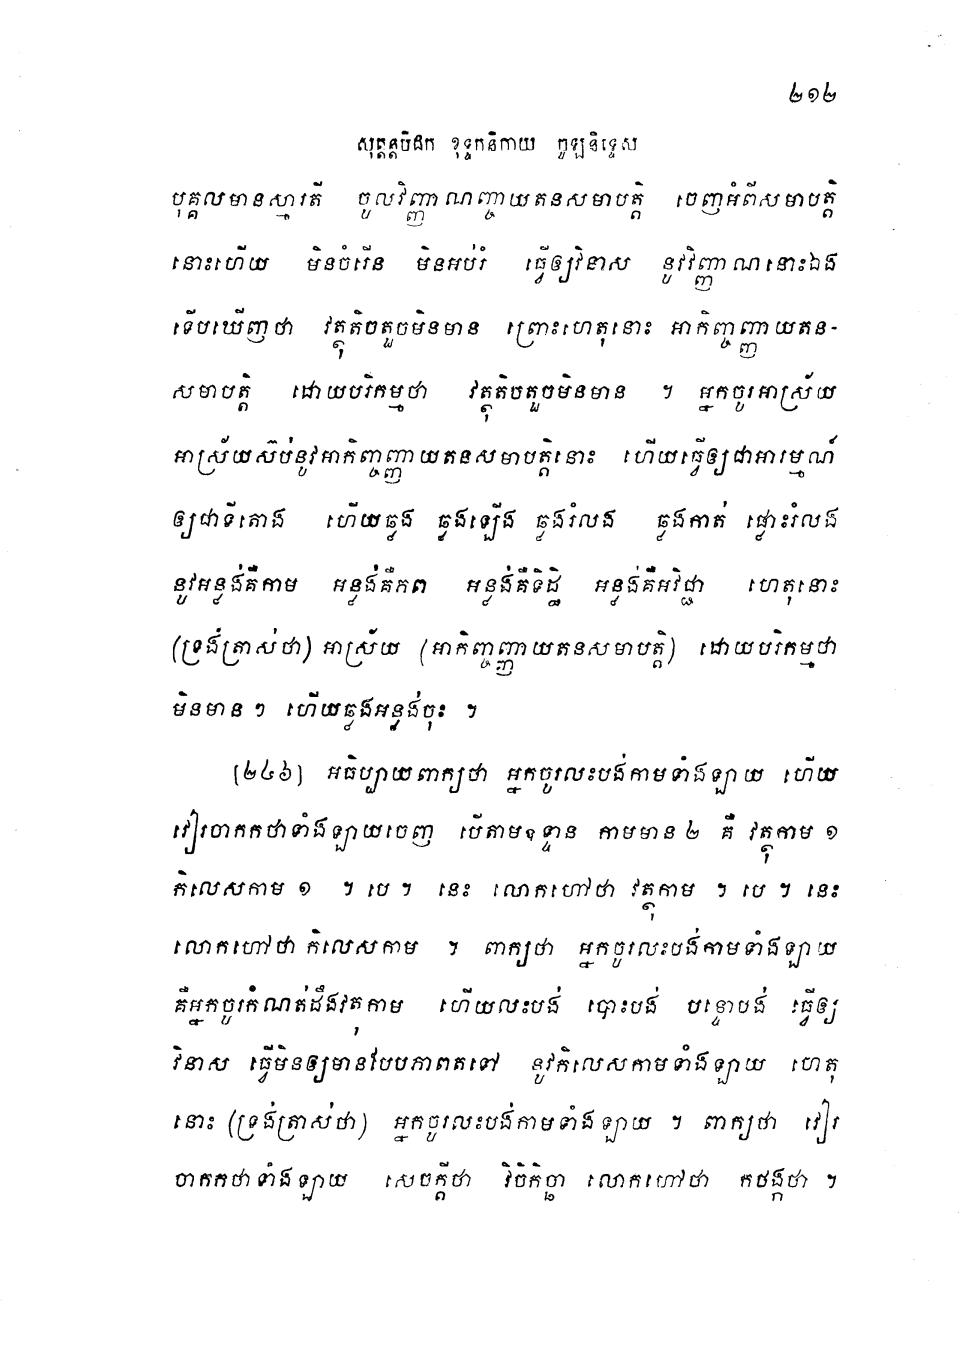 ២១២
សុត្តន្តបិដក ខុទ្ទកនិកាយ ចូឡនិទ្ទេស
បុគ្គលមានស្មារតី ចូលវិញ្ញាណញ្ចាយតនសមាបត្តិ ចេញអំពីសមាបត្តិ
នោះហើយ មិនចំរើន មិនអប់រំ ធ្វើឲ្យវិនាស នូវវិញ្ញាណនោះឯង
ទើបឃើញថា វត្ថុតិចតួចមិនមាន ព្រោះហេតុនោះ អាកិញ្ចញ្ញាយតន-
សមាបត្តិ ដោយបរិកម្មថា វត្ថុតិចតួចមិនមាន ។ អ្នកចូរអាស្រ័យ
អាស្រ័យស៊ប់នូវអាកិញ្ចញ្ញាយតនសមាបត្តិនោះ ហើយធ្វើឲ្យជាអារម្មណ៍
ឲ្យជាទីតោង ហើយឆ្លង ឆ្លងឡើង ឆ្លងរំលង ឆ្លងកាត់ ផ្លោះរំលង
នូវអន្លង់គឺកាម អន្លង់គឺភព អន្លង់គឺទិដ្ឋិ អន្លង់គឺអវិជ្ជា ហេតុនោះ
(ទ្រង់ត្រាស់ថា) អាស្រ័យ (អាកិញ្ចញ្ញាយតនសមាបត្តិ) ដោយបរិកម្មថា
មិនមាន ៗ ហើយឆ្លងអន្លង់ចុះ ។
[២៤៦] អធិប្បាយពាក្យថា អ្នកចូរលះបង់កាមទាំងឡាយ ហើយ
វៀរចាកកថាទាំងឡាយចេញ បើតាមឧទ្ទាន កាមមាន ២ គឺ វត្ថុកាម ១
កិលេសកាម ១ ។ បេ ។ នេះ លោកហៅថា វត្ថុកាម ។ បេ ។ នេះ
លោកហៅថា កិលេសកាម ។ ពាក្យថា អ្នកចូរលះបង់កាមទាំងឡាយ
គឺអ្នកចូរកំណត់ដឹងវត្ថុកាម ហើយលះបង់ បោះបង់ បន្ទោបង់ ធ្វើឲ្យ
វិនាស ធ្វើមិនឲ្យមានបែបភាពតទៅ នូវកិលេសកាមទាំងឡាយ ហេតុ
នោះ (ទ្រង់ត្រាស់ថា) អ្នកចូរលះបង់កាមទាំងឡាយ ។ ពាក្យថា វៀរ
ចាកកថាទាំងឡាយ សេចក្តីថា វិចិកិច្ឆា លោកហៅថា កថង្កថា ។